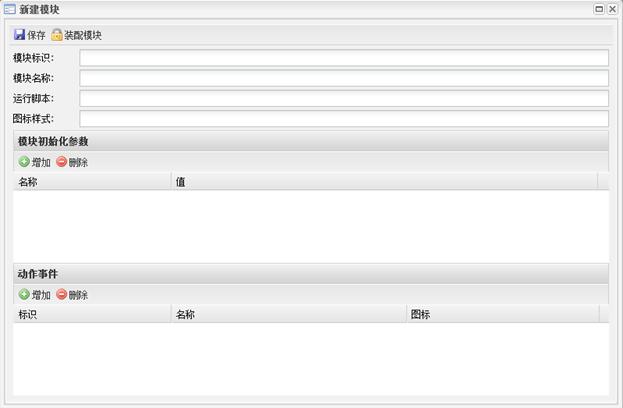 新建模块
保存 装配模块
模块标识:
模块名称:
运行脚本:
图标样式:
模块初始化参数
增加 删除
名称 值
动作事件
增加 删除
标识 名称 图标